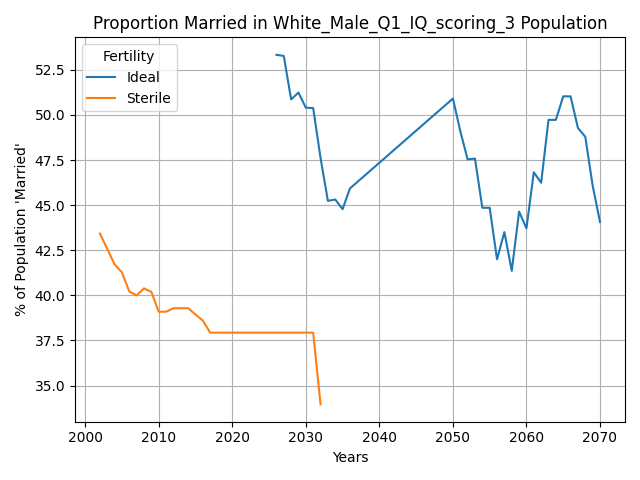 Proportion Married in White_Male_Q1_IQ_scoring_3 Population
Fertility
Ideal
Sterile
% of Population 'Married'
52.5
50.0
47.5
45.0
42.5
40.0
37.5
35.0
2000 2010 2020 2030 2040 2050 2060 2070
Years